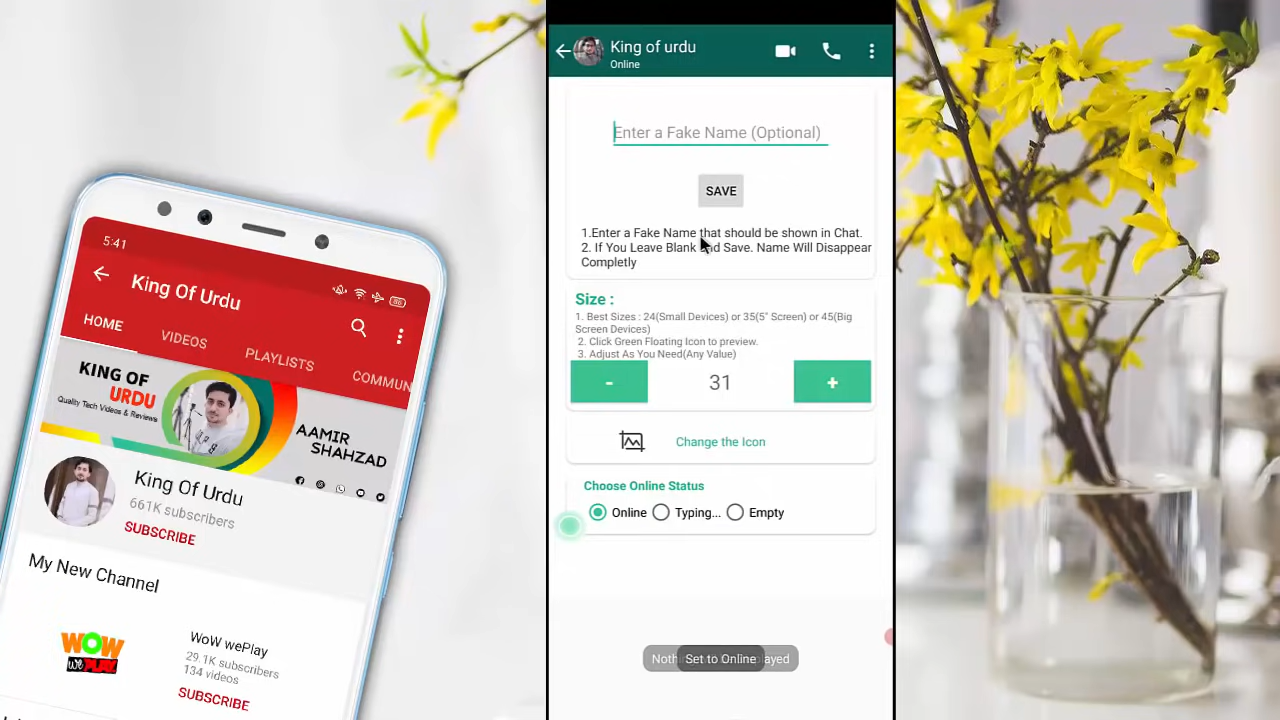 5:41
King Of Urdu
HOME
VIDEOS
PLAYLISTS
COMMUN
KING OF
URDU
Quality Tech Videos & Reviews
AAMIR
SHAHZAD
King Of Urdu
661K subscribers
SUBSCRIBE
My New Channel
WOW
wePLAY
WoW wePlay
29.1K subscribers
134 videos
SUBSCRIBE
King of urdu
Online
Enter a Fake Name (Optional)
SAVE
1.Enter a Fake Name that should be shown in Chat.
2. If You Leave Blank and Save. Name Will Disappear
Completly
Size :
1. Best Sizes : 24(Small Devices) or 35(5" Screen) or 45(Big
Screen Devices)
2. Click Green Floating Icon to preview.
3. Adjust As You Need(Any Value)
- 31 +
Change the Icon
Choose Online Status
Online Typing... Empty
Set to Online